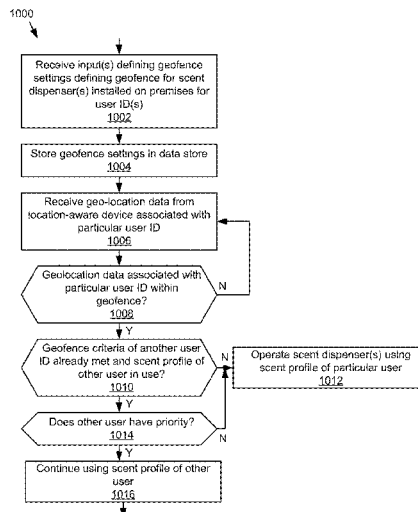 1000
Receive input(s) defining geofence
settings defining geofence for scent
dispenser(s) installed on premises for
user ID(s)
1002
Store geofence settings in data store
1004
Receive geo-location data from
location-aware device associated with
particular user ID
1006
Geolocation data associated with
particular user ID within
geofence?
1008
N
Y
Geofence criteria of another user
ID already met and scent profile of
other user in use?
1010
N
Operate scent dispenser(s) using
scent profile of particular user
1012
Y
Does other user have priority?
1014
N
Y
Continue using scent profile of other
user
1016